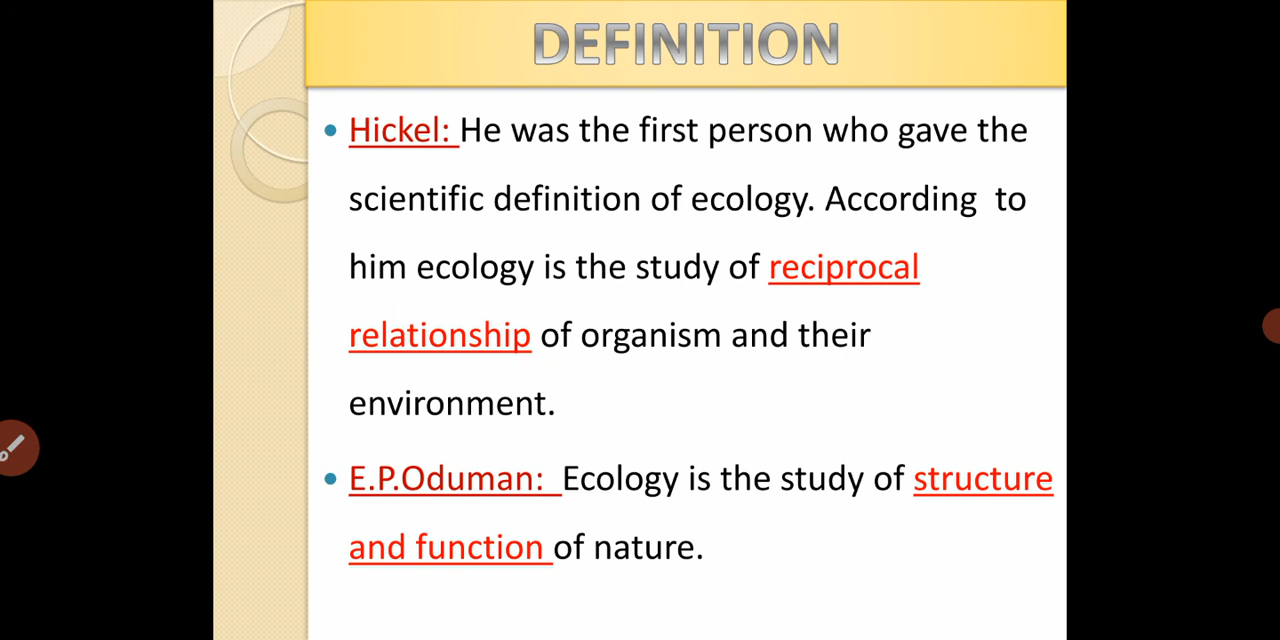 DEFINITION
• Hickel: He was the first person who gave the
scientific definition of ecology. According to
him ecology is the study of reciprocal
relationship of organism and their
environment.
• E.P.Oduman: Ecology is the study of structure
and function of nature.